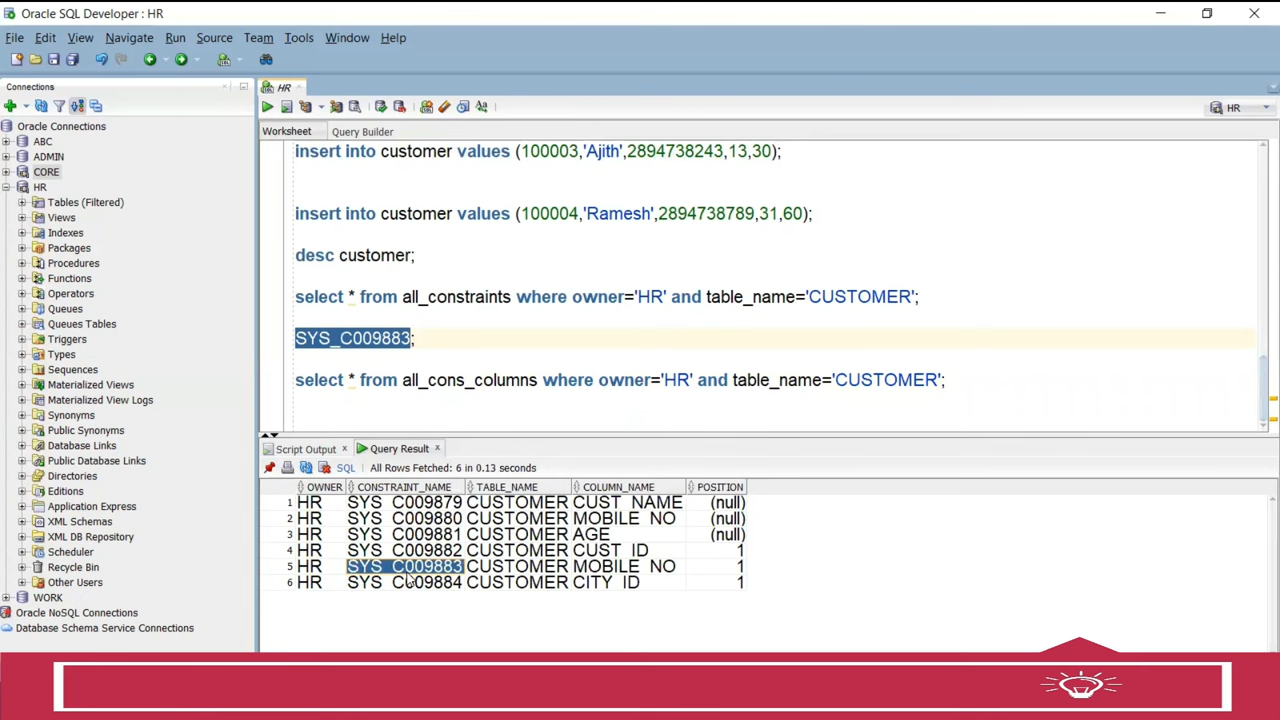 Oracle SQL Developer : HR
File Edit View Navigate Run Source Team Tools Window Help
Connections
HR
HR
Worksheet Query Builder
Oracle Connections
ABC
ADMIN
CORE
HR
Tables (Filtered)
Views
Indexes
Packages
Procedures
Functions
Operators
Queues
Queues Tables
Triggers
Types
Sequences
Materialized Views
Materialized View Logs
Synonyms
Public Synonyms
Database Links
Public Database Links
Directories
Editions
Application Express
XML Schemas
XML DB Repository
Scheduler
Recycle Bin
Other Users
WORK
Oracle NoSQL Connections
Database Schema Service Connections
insert into customer values (100003,'Ajith',2894738243,13,30);
insert into customer values (100004,'Ramesh',2894738789,31,60);
desc customer;
select * from all_constraints where owner='HR' and table_name='CUSTOMER';
SYS_C009883;
select * from all_cons_columns where owner='HR' and table_name='CUSTOMER';
Script Output Query Result
SQL All Rows Fetched: 6 in 0.13 seconds
OWNER CONSTRAINT_NAME TABLE_NAME COLUMN_NAME POSITION
1 HR SYS_C009879 CUSTOMER CUST_NAME (null)
2 HR SYS_C009880 CUSTOMER MOBILE_NO (null)
3 HR SYS_C009881 CUSTOMER AGE (null)
4 HR SYS_C009882 CUSTOMER CUST_ID 1
5 HR SYS_C009883 CUSTOMER MOBILE_NO 1
6 HR SYS_C009884 CUSTOMER CITY_ID 1